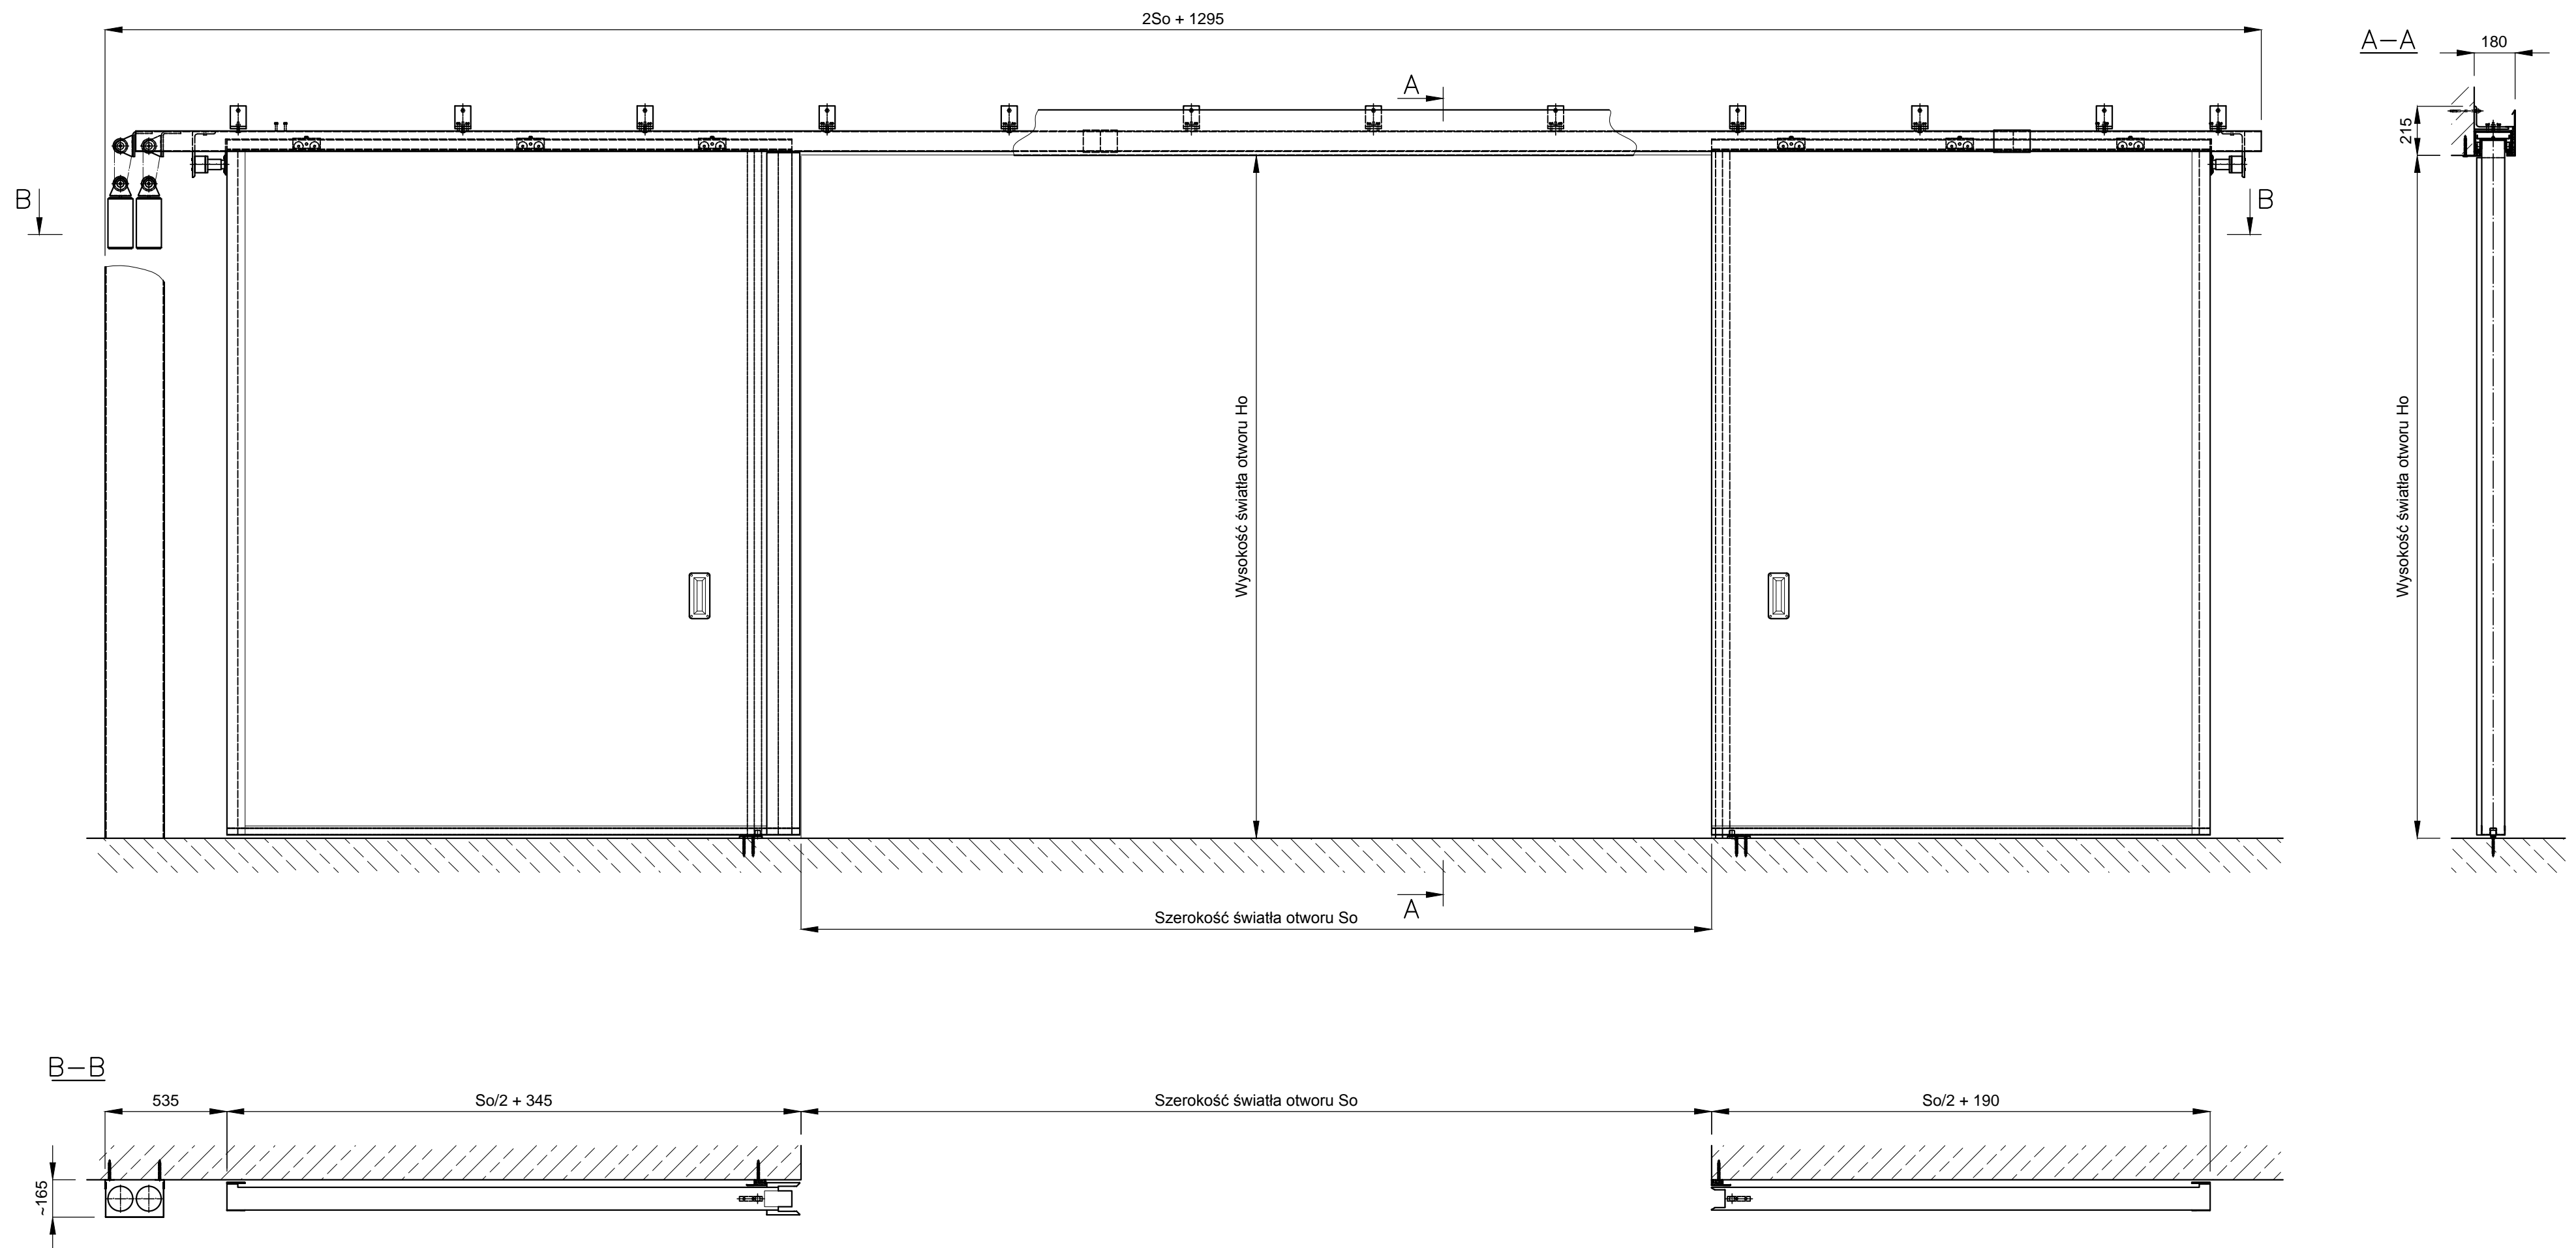 2So + 1295
A
A-A
180
215
B
B
Wysokość światła otworu Ho
Wysokość światła otworu Ho
A
Szerokość światła otworu So
B-B
535
So/2 + 345
Szerokość światła otworu So
So/2 + 190
~165